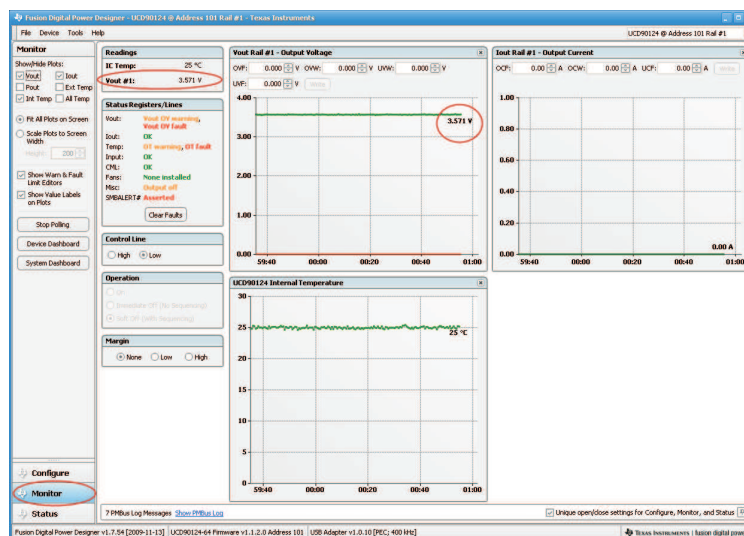 Fusion Digital Power Designer - UCD90124 @ Address 101 Rail #1 - Texas Instruments
File Device Tools Help
UCD90124 @ Address 101 Rail #1
Monitor
Show/Hide Plots:
Vout Iout
Pout Ext Temp
Int Temp All Temp
Fit All Plots on Screen
Scale Plots to Screen
Width
Height: 200
Show Warn & Fault
Limit Editors
Show Value Labels
on Plots
Stop Polling
Device Dashboard
System Dashboard
Configure
Monitor
Status
Readings
IC Temp: 25 °C
Vout #1: 3.571 V
Status Registers/Lines
Vout: Vout OV warning,
Vout OV fault
Iout: OK
Temp: OT warning, OT fault
Input: OK
CML: OK
Fans: None installed
Misc: Output off
SMBALERT# Asserted
Clear Faults
Control Line
High Low
Operation
On
Immediate Off (No Sequencing)
Soft Off (With Sequencing)
Margin
None Low High
Vout Rail #1 - Output Voltage
OVF: 0.000 V OVW: 0.000 V UVW: 0.000 V
UVF: 0.000 V Write
4.00
3.571 V
3.00
2.00
1.00
0.00
59:40 00:00 00:20 00:40 01:00
Iout Rail #1 - Output Current
OCF: 0.00 A OCW: 0.00 A UCF: 0.00 A Write
1.00
0.80
0.60
0.40
0.20
0.00 A
0.00
59:40 00:00 00:20 00:40 01:00
UCD90124 Internal Temperature
30
25 °C
25
20
15
10
5
0
59:40 00:00 00:20 00:40 01:00
7 PMBus Log Messages Show PMBus Log
Unique open/close settings for Configure, Monitor, and Status
Fusion Digital Power Designer v1.7.54 [2009-11-13] UCD90124-64 Firmware v1.1.2.0 Address 101 USB Adapter v1.0.10 [PEC; 400 kHz]
TEXAS INSTRUMENTS | fusion digital power